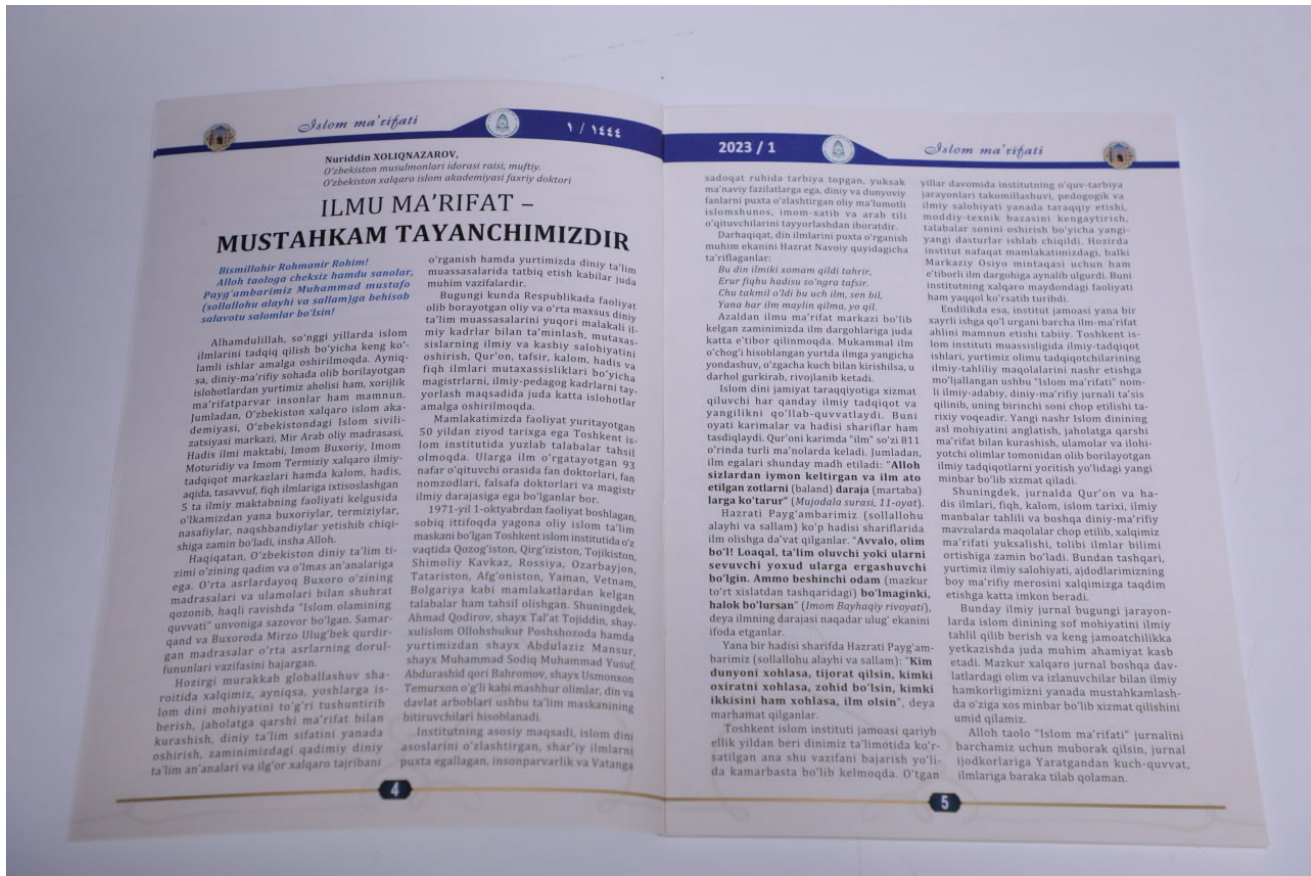 Islom ma'rifati
١ / ١٤٤٤
Nuriddin XOLIQNAZAROV,
O'zbekiston musulmonlari idorasi raisi, muftiy.
O'zbekiston xalqaro islom akademiyasi faxriy doktori
ILMU MA'RIFAT –
MUSTAHKAM TAYANCHIMIZDIR
Bismillahir Rohmanir Rohim!
Alloh taologa cheksiz hamdu sanolar,
Payg'ambarimiz Muhammad mustafo
(sollallohu alayhi va sallam)ga behisob
salavotu salomlar bo'lsin!
Alhamdulillah, so'nggi yillarda islom
ilmlarini tadqiq qilish bo'yicha keng ko'-
lamli ishlar amalga oshirilmoqda. Ayniq-
sa, diniy-ma'rifiy sohada olib borilayotgan
islohotlardan yurtimiz aholisi ham, xorijlik
ma'rifatparvar insonlar ham mamnun.
Jumladan, O'zbekiston xalqaro islom aka-
demiyasi, O'zbekistondagi Islom sivili-
zatsiyasi markazi, Mir Arab oliy madrasasi,
Hadis ilmi maktabi, Imom Buxoriy, Imom
Moturidiy va Imom Termiziy xalqaro ilmiy-
tadqiqot markazlari hamda kalom, hadis,
aqida, tasavvuf, fiqh ilmlariga ixtisoslashgan
5 ta ilmiy maktabning faoliyati kelgusida
o'lkamizdan yana buxoriylar, termiziylar,
nasafiylar, naqshbandiylar yetishib chiqi-
shiga zamin bo'ladi, insha Alloh.
Haqiqatan, O'zbekiston diniy ta'lim ti-
zimi o'zining qadim va o'lmas an'analariga
ega. O'rta asrlardayoq Buxoro o'zining
madrasalari va ulamolari bilan shuhrat
qozonib, haqli ravishda "Islom olamining
quvvati" unvoniga sazovor bo'lgan. Samar-
qand va Buxoroda Mirzo Ulug'bek qurdir-
gan madrasalar o'rta asrlarning dorul-
fununlari vazifasini bajargan.
Hozirgi murakkab globallashuv sha-
roitida xalqimiz, ayniqsa, yoshlarga is-
lom dini mohiyatini to'g'ri tushuntirib
berish, jaholatga qarshi ma'rifat bilan
kurashish, diniy ta'lim sifatini yanada
oshirish, zaminimizdagi qadimiy diniy
ta'lim an'analari va ilg'or xalqaro tajribani
o'rganish hamda yurtimizda diniy ta'lim
muassasalarida tatbiq etish kabilar juda
muhim vazifalardir.
Bugungi kunda Respublikada faoliyat
olib borayotgan oliy va o'rta maxsus diniy
ta'lim muassasalarini yuqori malakali il-
miy kadrlar bilan ta'minlash, mutaxas-
sislarning ilmiy va kasbiy salohiyatini
oshirish, Qur'on, tafsir, kalom, hadis va
fiqh ilmlari mutaxassisliklari bo'yicha
magistrlarni, ilmiy-pedagog kadrlarni tay-
yorlash maqsadida juda katta islohotlar
amalga oshirilmoqda.
Mamlakatimizda faoliyat yuritayotgan
50 yildan ziyod tarixga ega Toshkent is-
lom institutida yuzlab talabalar tahsil
olmoqda. Ularga ilm o'rgatayotgan 93
nafar o'qituvchi orasida fan doktorlari, fan
nomzodlari, falsafa doktorlari va magistr
ilmiy darajasiga ega bo'lganlar bor.
1971-yil 1-oktyabrdan faoliyat boshlagan,
sobiq ittifoqda yagona oliy islom ta'lim
maskani bo'lgan Toshkent islom institutida o'z
vaqtida Qozog'iston, Qirg'iziston, Tojikiston,
Shimoliy Kavkaz, Rossiya, Ozarbayjon,
Tatariston, Afg'oniston, Yaman, Vetnam,
Bolgariya kabi mamlakatlardan kelgan
talabalar ham tahsil olishgan. Shuningdek,
Ahmad Qodirov, shayx Tal'at Tojiddin, shay-
xulislom Ollohshukur Poshshozoda hamda
yurtimizdan shayx Abdulaziz Mansur,
shayx Muhammad Sodiq Muhammad Yusuf,
Abdurashid qori Bahromov, shayx Usmonxon
Temurxon o'g'li kabi mashhur olimlar, din va
davlat arboblari ushbu ta'lim maskanining
bitiruvchilari hisoblanadi.
Institutning asosiy maqsadi, islom dini
asoslarini o'zlashtirgan, shar'iy ilmlarni
puxta egallagan, insonparvarlik va Vatanga
4
2023 / 1
Islom ma'rifati
sadoqat ruhida tarbiya topgan, yuksak
ma'naviy fazilatlarga ega, diniy va dunyoviy
fanlarni puxta o'zlashtirgan oliy ma'lumotli
islomshunos, imom-xatib va arab tili
o'qituvchilarini tayyorlashdan iboratdir.
Darhaqiqat, din ilmlarini puxta o'rganish
muhim ekanini Hazrat Navoiy quyidagicha
ta'riflaganlar:
Bu din ilmiki xomam qildi tahrir,
Erur fiqhu hadisu so'ngra tafsir.
Chu takmil o'ldi bu uch ilm, sen bil,
Yana har ilm maylin qilma, yo qil.
Azaldan ilmu ma'rifat markazi bo'lib
kelgan zaminimizda ilm dargohlariga juda
katta e'tibor qilinmoqda. Mukammal ilm
o'chog'i hisoblangan yurtda ilmga yangicha
yondashuv, o'zgacha kuch bilan kirishilsa, u
darhol gurkirab, rivojlanib ketadi.
Islom dini jamiyat taraqqiyotiga xizmat
qiluvchi har qanday ilmiy tadqiqot va
yangilikni qo'llab-quvvatlaydi. Buni
oyati karimalar va hadisi shariflar ham
tasdiqlaydi. Qur'oni karimda "ilm" so'zi 811
o'rinda turli ma'nolarda keladi. Jumladan,
ilm egalari shunday madh etiladi: "Alloh
sizlardan iymon keltirgan va ilm ato
etilgan zotlarni (baland) daraja (martaba)
larga ko'tarur" (Mujodala surasi, 11-oyat).
Hazrati Payg'ambarimiz (sollallohu
alayhi va sallam) ko'p hadisi shariflarida
ilm olishga da'vat qilganlar. "Avvalo, olim
bo'l! Loaqal, ta'lim oluvchi yoki ularni
sevuvchi yoxud ularga ergashuvchi
bo'lgin. Ammo beshinchi odam (mazkur
to'rt xislatdan tashqaridagi) bo'lmaginki,
halok bo'lursan" (Imom Bayhaqiy rivoyati),
deya ilmning darajasi naqadar ulug' ekanini
ifoda etganlar.
Yana bir hadisi sharifda Hazrati Payg'am-
barimiz (sollallohu alayhi va sallam): "Kim
dunyoni xohlasa, tijorat qilsin, kimki
oxiratni xohlasa, zohid bo'lsin, kimki
ikkisini ham xohlasa, ilm olsin", deya
marhamat qilganlar.
Toshkent islom instituti jamoasi qariyb
ellik yildan beri dinimiz ta'limotida ko'r-
satilgan ana shu vazifani bajarish yo'li-
da kamarbasta bo'lib kelmoqda. O'tgan
yillar davomida institutning o'quv-tarbiya
jarayonlari takomillashuvi, pedagogik va
ilmiy salohiyati yanada taraqqiy etishi,
moddiy-texnik bazasini kengaytirish,
talabalar sonini oshirish bo'yicha yangi-
yangi dasturlar ishlab chiqildi. Hozirda
institut nafaqat mamlakatimizdagi, balki
Markaziy Osiyo mintaqasi uchun ham
e'tiborli ilm dargohiga aynalib ulgurdi. Buni
institutning xalqaro maydondagi faoliyati
ham yaqqol ko'rsatib turibdi.
Endilikda esa, institut jamoasi yana bir
xayrli ishga qo'l urgani barcha ilm-ma'rifat
ahlini mamnun etishi tabiiy. Toshkent is-
lom instituti muassisligida ilmiy-tadqiqot
ishlari, yurtimiz olimu tadqiqotchilarining
ilmiy-tahliliy maqolalarini nashr etishga
mo'ljallangan ushbu "Islom ma'rifati" nom-
li ilmiy-adabiy, diniy-ma'rifiy jurnali ta'sis
qilinib, uning birinchi soni chop etilishi ta-
rixiy voqeadir. Yangi nashr Islom dinining
asl mohiyatini anglatish, jaholatga qarshi
ma'rifat bilan kurashish, ulamolar va ilohi-
yotchi olimlar tomonidan olib borilayotgan
ilmiy tadqiqotlarni yoritish yo'lidagi yangi
minbar bo'lib xizmat qiladi.
Shuningdek, jurnalda Qur'on va ha-
dis ilmlari, fiqh, kalom, islom tarixi, ilmiy
manbalar tahlili va boshqa diniy-ma'rifiy
mavzularda maqolalar chop etilib, xalqimiz
ma'rifati yuksalishi, tolibi ilmlar bilimi
ortishiga zamin bo'ladi. Bundan tashqari,
yurtimiz ilmiy salohiyati, ajdodlarimizning
boy ma'rifiy merosini xalqimizga taqdim
etishga katta imkon beradi.
Bunday ilmiy jurnal bugungi jarayon-
larda islom dinining sof mohiyatini ilmiy
tahlil qilib berish va keng jamoatchilikka
yetkazishda juda muhim ahamiyat kasb
etadi. Mazkur xalqaro jurnal boshqa dav-
latlardagi olim va izlanuvchilar bilan ilmiy
hamkorligimizni yanada mustahkamlash-
da o'ziga xos minbar bo'lib xizmat qilishini
umid qilamiz.
Alloh taolo "Islom ma'rifati" jurnalini
barchamiz uchun muborak qilsin, jurnal
ijodkorlariga Yaratgandan kuch-quvvat,
ilmlariga baraka tilab qolaman.
5